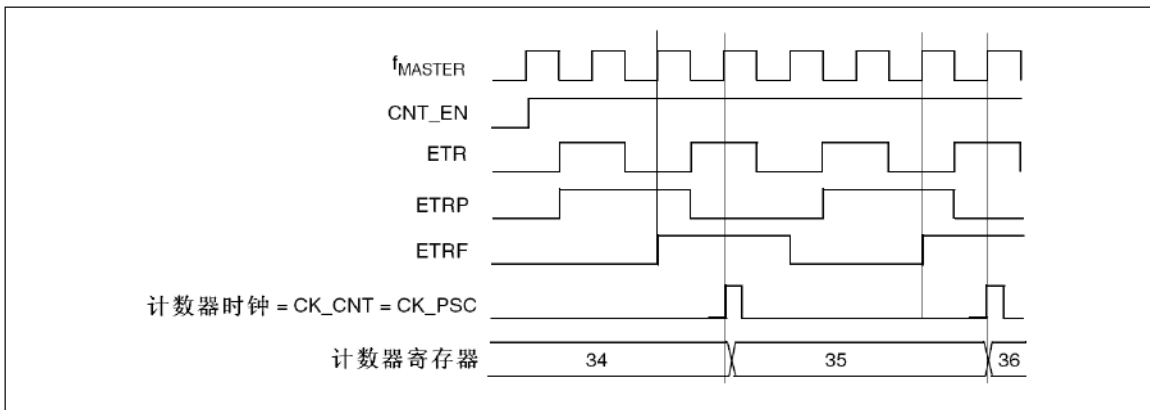 fMASTER
CNT_EN
ETR
ETRP
ETRF
计数器时钟 = CK_CNT = CK_PSC
计数器寄存器 34 35 36